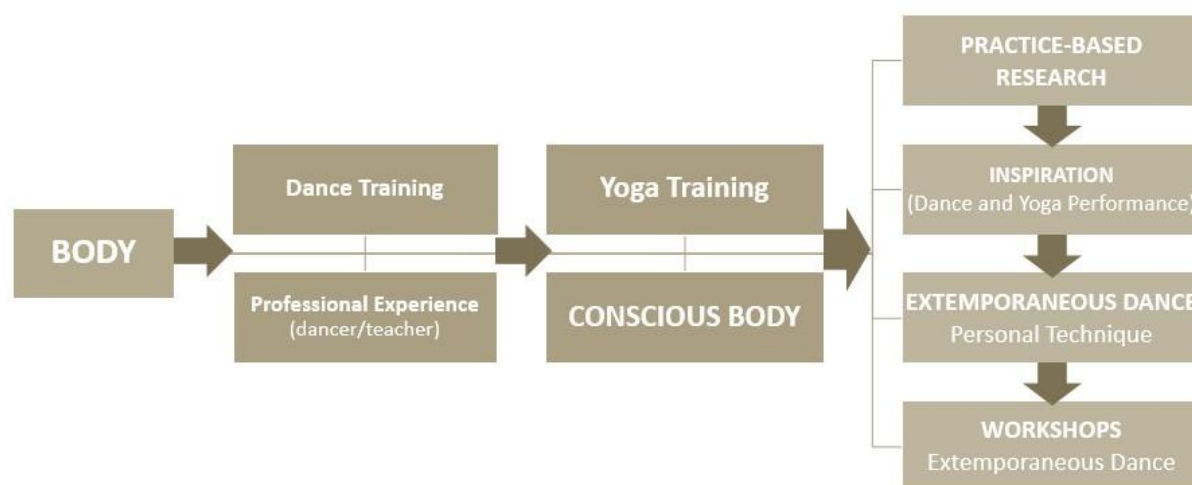 BODY
Dance Training
Professional Experience
(dancer/teacher)
Yoga Training
CONSCIOUS BODY
PRACTICE-BASED
RESEARCH
INSPIRATION
(Dance and Yoga Performance)
EXTEMPORANEOUS DANCE
Personal Technique
WORKSHOPS
Extemporaneous Dance